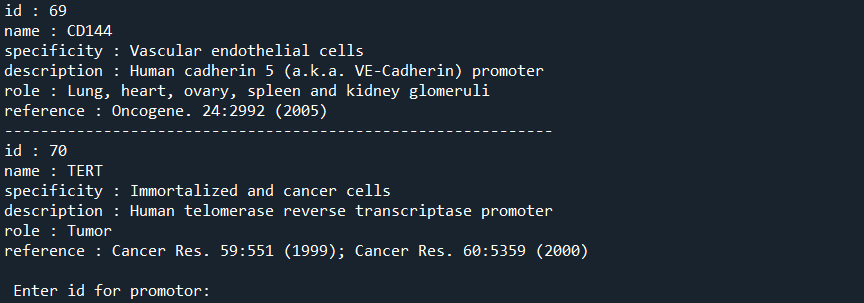 id : 69
name : CD144
specificity : Vascular endothelial cells
description : Human cadherin 5 (a.k.a. VE-Cadherin) promoter
role : Lung, heart, ovary, spleen and kidney glomeruli
reference : Oncogene. 24:2992 (2005)
-------------------------------------------------------------
id : 70
name : TERT
specificity : Immortalized and cancer cells
description : Human telomerase reverse transcriptase promoter
role : Tumor
reference : Cancer Res. 59:551 (1999); Cancer Res. 60:5359 (2000)
Enter id for promotor: